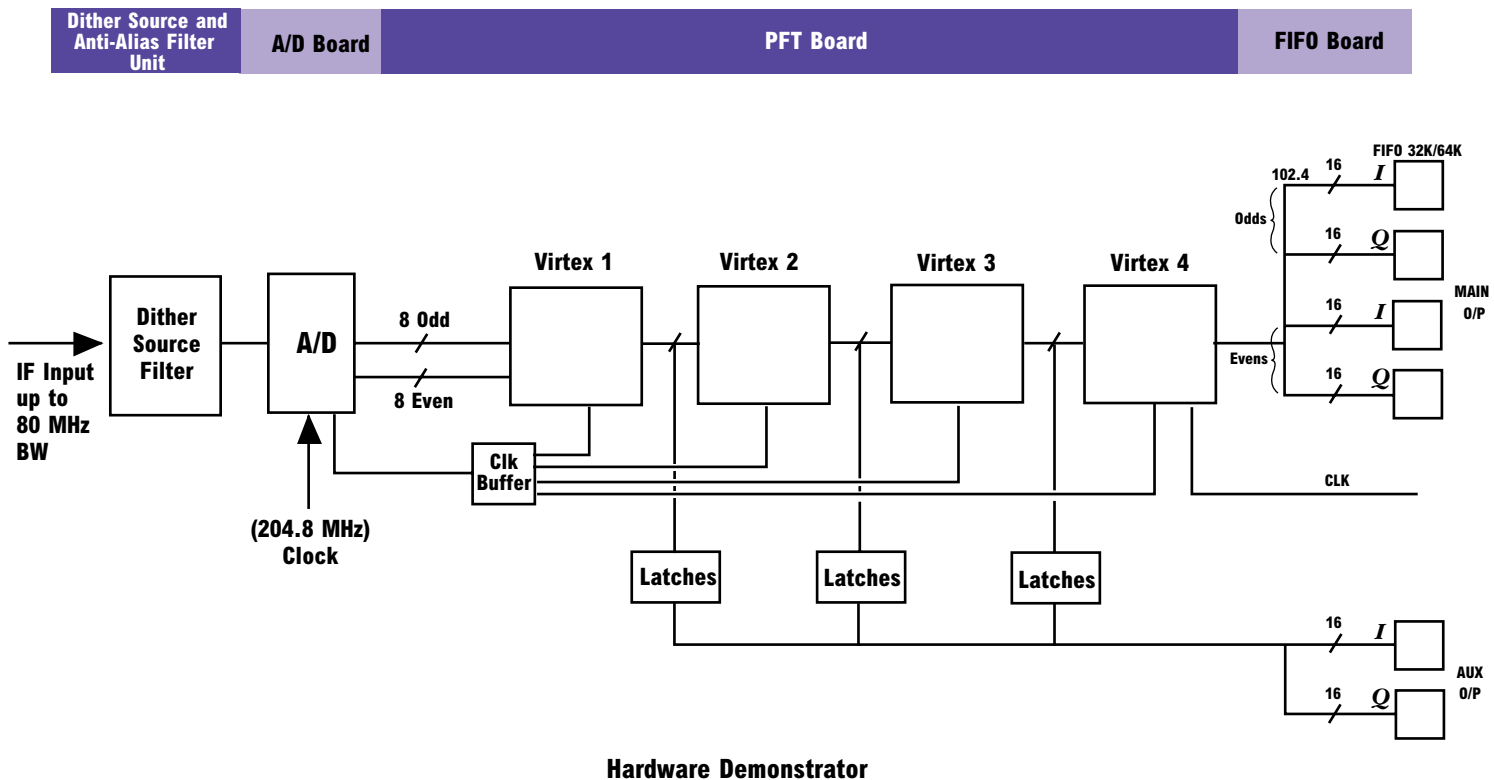 Dither Source and
Anti-Alias Filter
Unit
A/D Board
PFT Board
FIFO Board
FIFO 32K/64K
102.4
16
I
Odds
16
Q
Virtex 1
Virtex 2
Virtex 3
Virtex 4
16
I
MAIN
O/P
Evens
16
Q
Dither
Source
Filter
A/D
8 Odd
8 Even
IF Input
up to
80 MHz
BW
Clk
Buffer
CLK
(204.8 MHz)
Clock
Latches
Latches
Latches
16
I
AUX
O/P
16
Q
Hardware Demonstrator